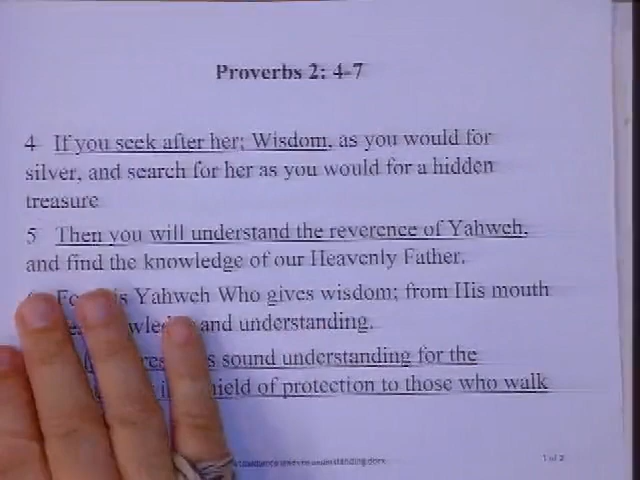 Proverbs 2: 4-7
4 If you seek after her; Wisdom, as you would for
silver, and search for her as you would for a hidden
treasure
5 Then you will understand the reverence of Yahweh,
and find the knowledge of our Heavenly Father.
is Yahweh Who gives wisdom; from His mouth
and understanding.
sound understanding for the
of protection to those who walk
1 of 2